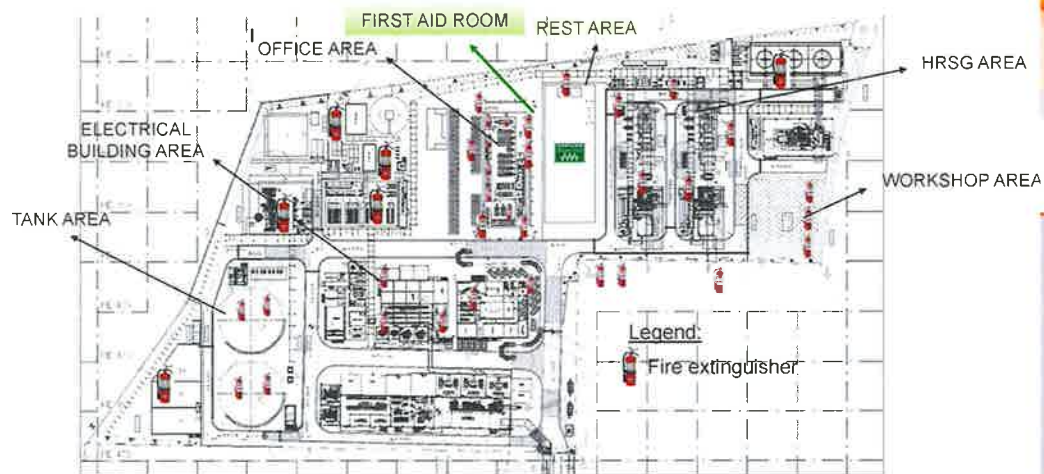 FIRST AID ROOM
REST AREA
OFFICE AREA
HRSG AREA
ELECTRICAL
BUILDING AREA
WORKSHOP AREA
TANK AREA
Legend:
Fire extinguisher